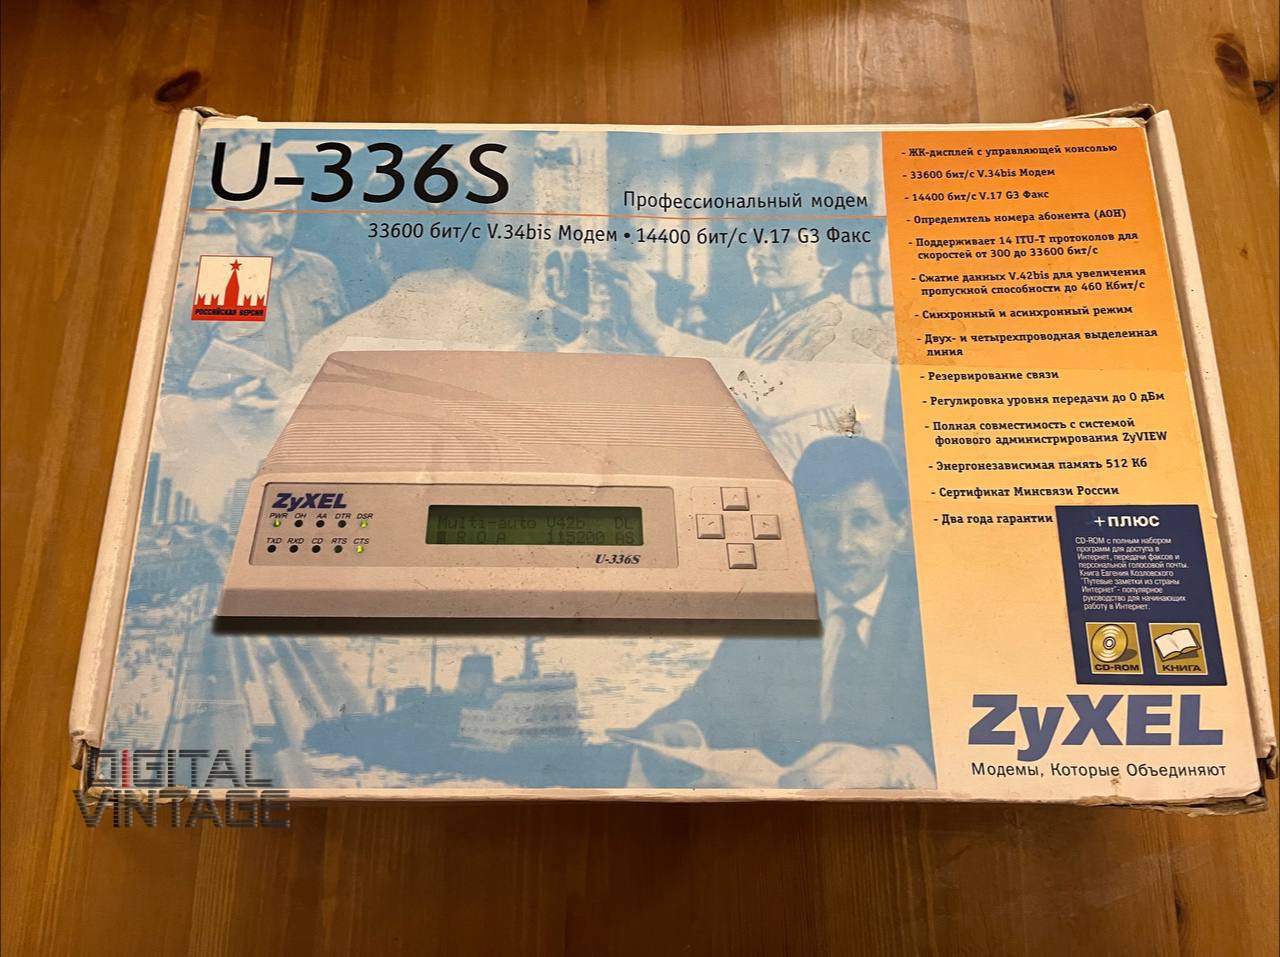 U-336S
Профессиональный модем
33600 бит/с V.34bis Модем • 14400 бит/с V.17 G3 Факс
РОССИЙСКАЯ ВЕРСИЯ
- ЖК-дисплей с управляющей консолью
- 33600 бит/с V.34bis Модем
- 14400 бит/с V.17 G3 Факс
- Определитель номера абонента (АОН)
- Поддерживает 14 ITU-T протоколов для
скоростей от 300 до 33600 бит/с
- Сжатие данных V.42bis для увеличения
пропускной способности до 460 Кбит/с
- Синхронный и асинхронный режим
- Двух- и четырехпроводная выделенная
линия
- Резервирование связи
- Регулировка уровня передачи до 0 дБм
- Полная совместимость с системой
фонового администрирования ZyVIEW
- Энергонезависимая память 512 Кб
- Сертификат Минсвязи России
- Два года гарантии
+ПЛЮС
CD-ROM с полным набором
программ для доступа в
Интернет, передачи факсов и
персональной голосовой почты.
Книга Евгения Козловского
"Путевые заметки из страны
Интернет" - популярное
руководство для начинающих
работу в Интернет.
CD-ROM
КНИГА
ZyXEL
PWR OH AA DTR DSR
TXD RXD CD RTS CTS
Multi-auto V42b DL
R Q A 115200 AS
U-336S
ZyXEL
Модемы, Которые Объединяют
DIGITAL
VINTAGE